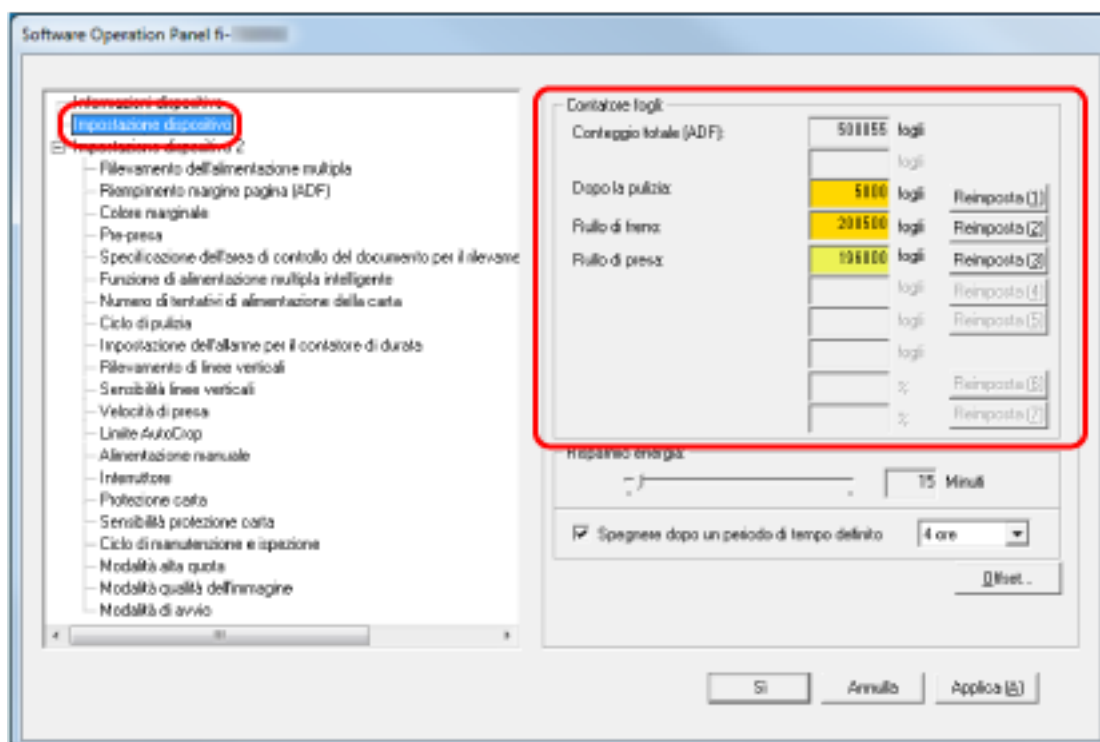 Software Operation Panel fi-
Informazioni dispositivo
Impostazione dispositivo
Impostazione dispositivo 2
Rilevamento dell'alimentazione multipla
Riempimento margine pagina (ADF)
Colore marginale
Pre-presa
Specificazione dell'area di controllo del documento per il rilevame
Funzione di alimentazione multipla intelligente
Numero di tentativi di alimentazione della carta
Ciclo di pulizia
Impostazione dell'allarme per il contatore di durata
Rilevamento di linee verticali
Sensibilità linee verticali
Velocità di presa
Limite AutoCrop
Alimentazione manuale
Interruttore
Protezione carta
Sensibilità protezione carta
Ciclo di manutenzione e ispezione
Modalità alta quota
Modalità qualità dell'immagine
Modalità di avvio
Contatore fogli:
Conteggio totale (ADF): fogli
fogli
Dopo la pulizia: fogli Reimposta (1)
Rullo di freno: 200500 fogli Reimposta (2)
Rullo di presa: fogli Reimposta (3)
fogli Reimposta (4)
fogli Reimposta (5)
fogli
% Reimposta (6)
% Reimposta (7)
Risparmio energia:
15 Minuti
Spegnere dopo un periodo di tempo definito 4 ore
Offset...
Sì Annulla Applica (A)